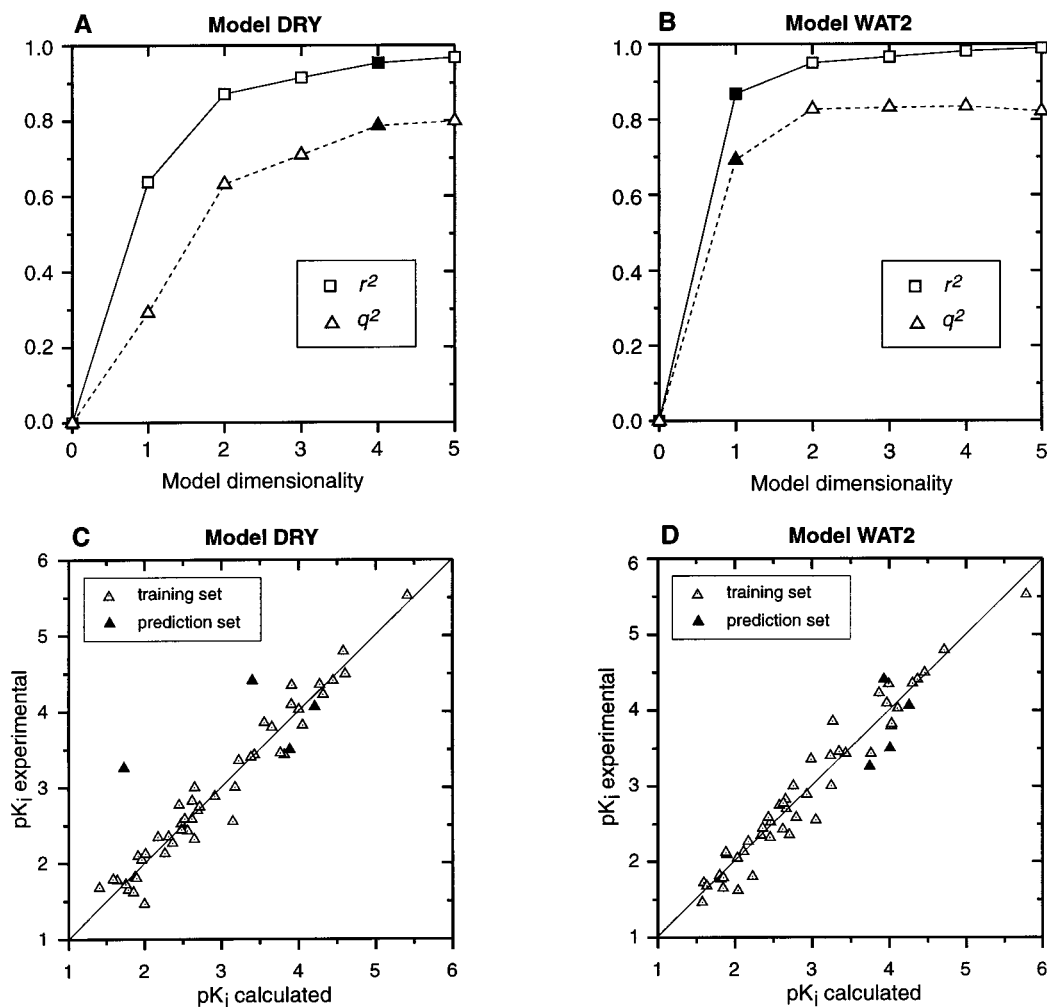 A Model DRY
1.0
0.8
0.6
0.4
0.2
0.0
r²
q²
0 1 2 3 4 5
Model dimensionality
B Model WAT2
1.0
0.8
0.6
0.4
0.2
0.0
r²
q²
0 1 2 3 4 5
Model dimensionality
C Model DRY
6
5
4
3
2
1
training set
prediction set
pKi experimental
1 2 3 4 5 6
pKi calculated
D Model WAT2
6
5
4
3
2
1
training set
prediction set
pKi experimental
1 2 3 4 5 6
pKi calculated